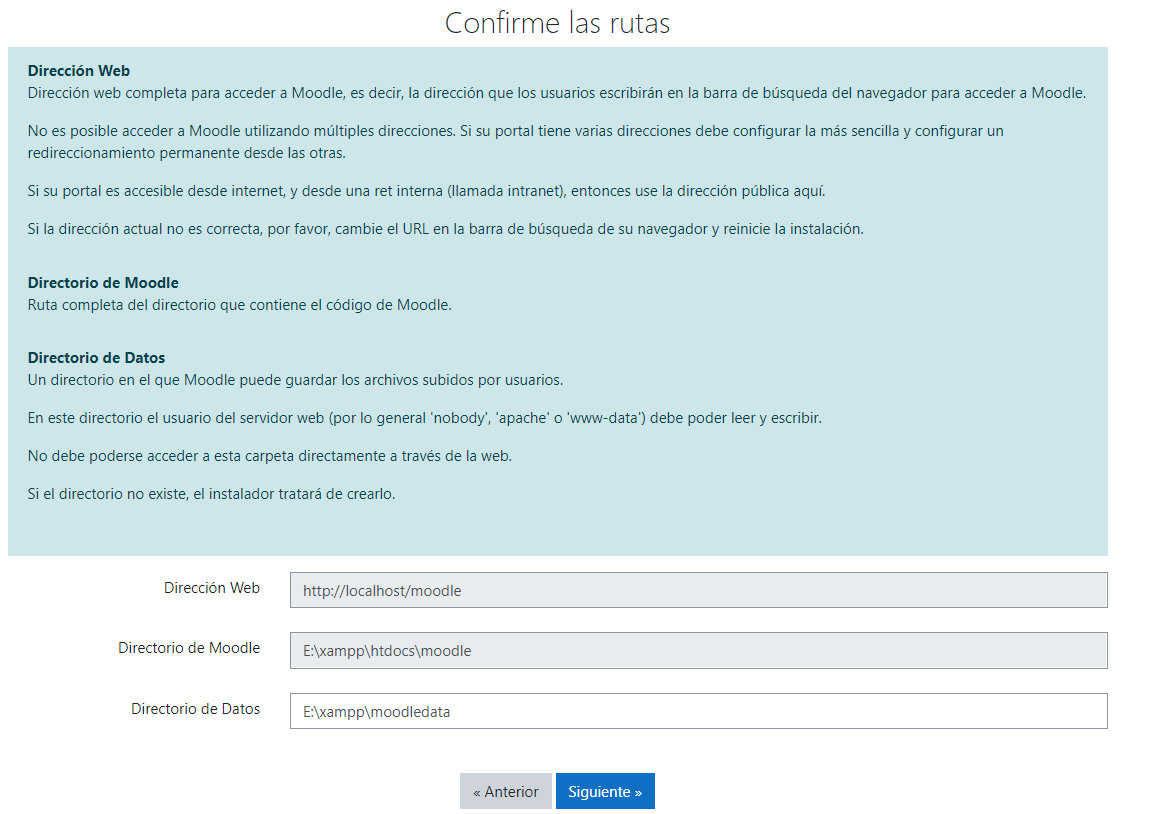 Confirme las rutas
Dirección Web
Dirección web completa para acceder a Moodle, es decir, la dirección que los usuarios escribirán en la barra de búsqueda del navegador para acceder a Moodle.
No es posible acceder a Moodle utilizando múltiples direcciones. Si su portal tiene varias direcciones debe configurar la más sencilla y configurar un
redireccionamiento permanente desde las otras.
Si su portal es accesible desde internet, y desde una ret interna (llamada intranet), entonces use la dirección pública aquí.
Si la dirección actual no es correcta, por favor, cambie el URL en la barra de búsqueda de su navegador y reinicie la instalación.
Directorio de Moodle
Ruta completa del directorio que contiene el código de Moodle.
Directorio de Datos
Un directorio en el que Moodle puede guardar los archivos subidos por usuarios.
En este directorio el usuario del servidor web (por lo general 'nobody', 'apache' o 'www-data') debe poder leer y escribir.
No debe poderse acceder a esta carpeta directamente a través de la web.
Si el directorio no existe, el instalador tratará de crearlo.
Dirección Web http://localhost/moodle
Directorio de Moodle E:\xampp\htdocs\moodle
Directorio de Datos E:\xampp\moodledata
« Anterior Siguiente »